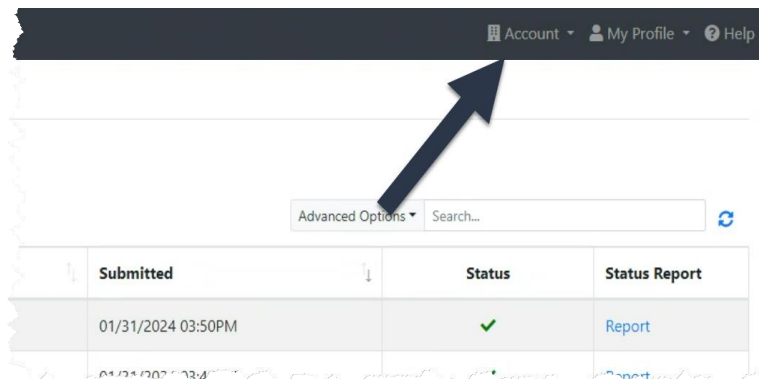 Account My Profile Help
Advanced Options Search...
Submitted Status Status Report
01/31/2024 03:50PM Report